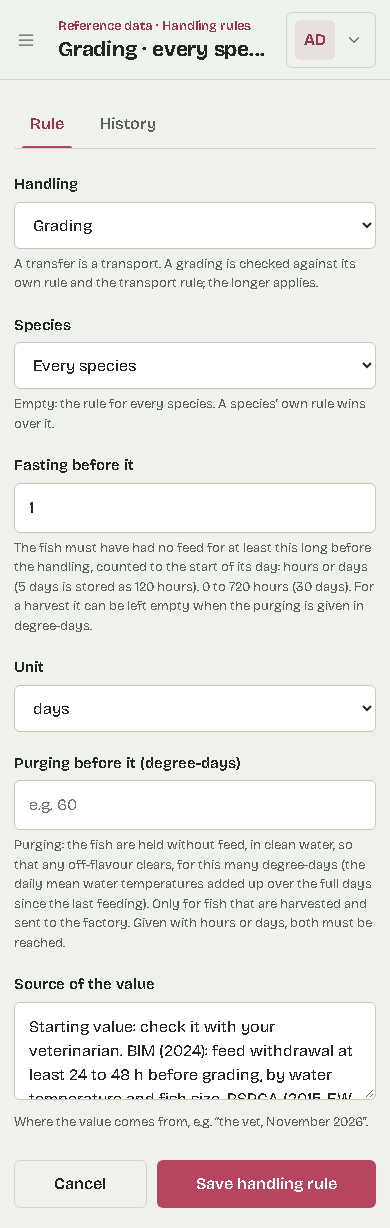 Reference data · Handling rules
Grading · every spe...
AD
Rule
History
Handling
Grading
A transfer is a transport. A grading is checked against its
own rule and the transport rule; the longer applies.
Species
Every species
Empty: the rule for every species. A species' own rule wins
over it.
Fasting before it
1
The fish must have had no feed for at least this long before
the handling, counted to the start of its day: hours or days
(5 days is stored as 120 hours). 0 to 720 hours (30 days). For
a harvest it can be left empty when the purging is given in
degree-days.
Unit
days
Purging before it (degree-days)
e.g. 60
Purging: the fish are held without feed, in clean water, so
that any off-flavour clears, for this many degree-days (the
daily mean water temperatures added up over the full days
since the last feeding). Only for fish that are harvested and
sent to the factory. Given with hours or days, both must be
reached.
Source of the value
Starting value: check it with your
veterinarian. BIM (2024): feed withdrawal at
least 24 to 48 h before grading, by water
temperature and fish size. RSPCA (2015, FW
Where the value comes from, e.g. “the vet, November 2026”.
Cancel
Save handling rule